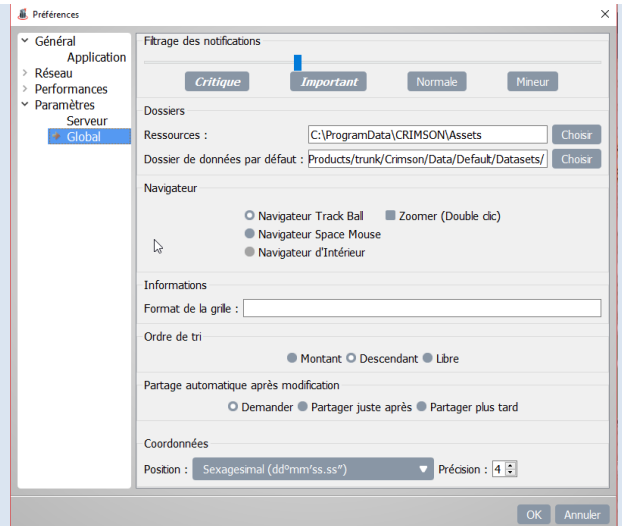 Préférences
Général
Application
Réseau
Performances
Paramètres
Serveur
Global
Filtrage des notifications
Critique Important Normale Mineur
Dossiers
Ressources : C:\ProgramData\CRIMSON\Assets Choisir
Dossier de données par défaut : Products/trunk/Crimson/Data/Default/Datasets/ Choisir
Navigateur
Navigateur Track Ball Zoomer (Double clic)
Navigateur Space Mouse
Navigateur d'Intérieur
Informations
Format de la grille :
Ordre de tri
Montant Descendant Libre
Partage automatique après modification
Demander Partager juste après Partager plus tard
Coordonnées
Position : Sexagesimal (ddºmm'ss.ss") Précision : 4
OK Annuler